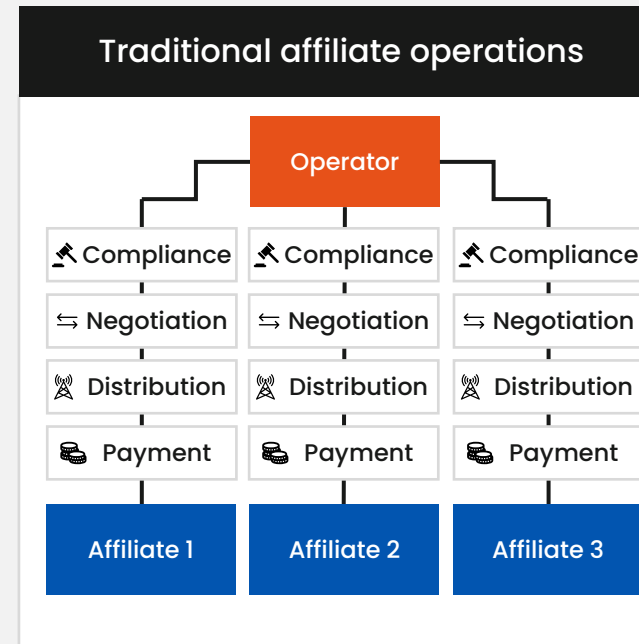 Traditional affiliate operations
Operator
Compliance Compliance Compliance
Negotiation Negotiation Negotiation
Distribution Distribution Distribution
Payment Payment Payment
Affiliate 1 Affiliate 2 Affiliate 3